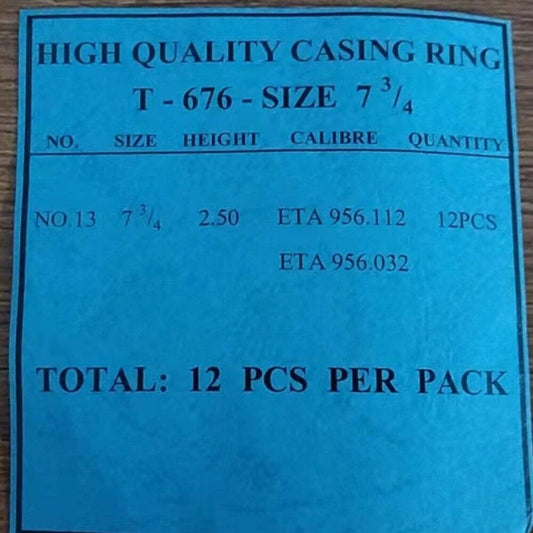 HIGH QUALITY CASING RING
T - 676 - SIZE 7 3/4
NO. SIZE HEIGHT CALIBRE QUANTITY
NO.13 7 3/4 2.50 ETA 956.112 12PCS
ETA 956.032
TOTAL: 12 PCS PER PACK